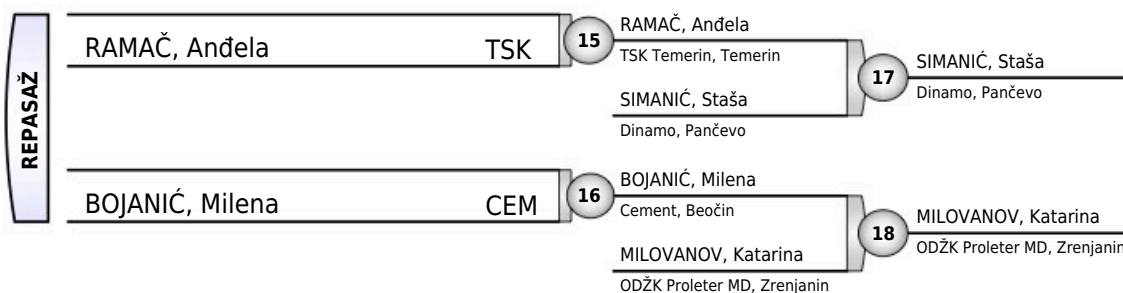 REPASAŽ
RAMAČ, Anđela TSK
15
RAMAČ, Anđela
TSK Temerin, Temerin
SIMANIĆ, Staša
Dinamo, Pančevo
17
SIMANIĆ, Staša
Dinamo, Pančevo
BOJANIĆ, Milena CEM
16
BOJANIĆ, Milena
Cement, Beočin
MILOVANOV, Katarina
ODŽK Proleter MD, Zrenjanin
18
MILOVANOV, Katarina
ODŽK Proleter MD, Zrenjanin